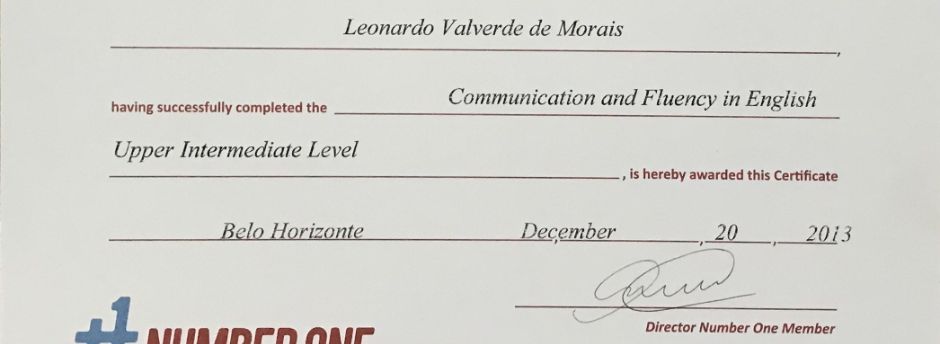 Leonardo Valverde de Morais,
having successfully completed the Communication and Fluency in English
Upper Intermediate Level, is hereby awarded this Certificate
Belo Horizonte December, 20, 2013
Director Number One Member
#1 NUMBER ONE